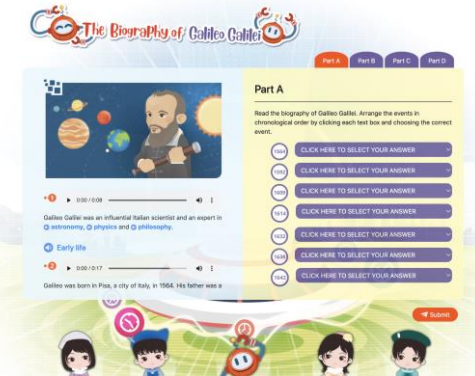 The Biography of Galileo Galilei
Part A
Part B
Part C
Part D
0:00 / 0:08
Galileo Galilei was an influential Italian scientist and an expert in
astronomy, physics and philosophy.
Early life
0:00 / 0:17
Galileo was born in Pisa, a city of Italy, in 1564. His father was a
Part A
Read the biography of Galileo Galilei. Arrange the events in
chronological order by clicking each text box and choosing the correct
event.
1564 CLICK HERE TO SELECT YOUR ANSWER
CLICK HERE TO SELECT YOUR ANSWER
1609 CLICK HERE TO SELECT YOUR ANSWER
1614 CLICK HERE TO SELECT YOUR ANSWER
1632 CLICK HERE TO SELECT YOUR ANSWER
1638 CLICK HERE TO SELECT YOUR ANSWER
1642 CLICK HERE TO SELECT YOUR ANSWER
Submit